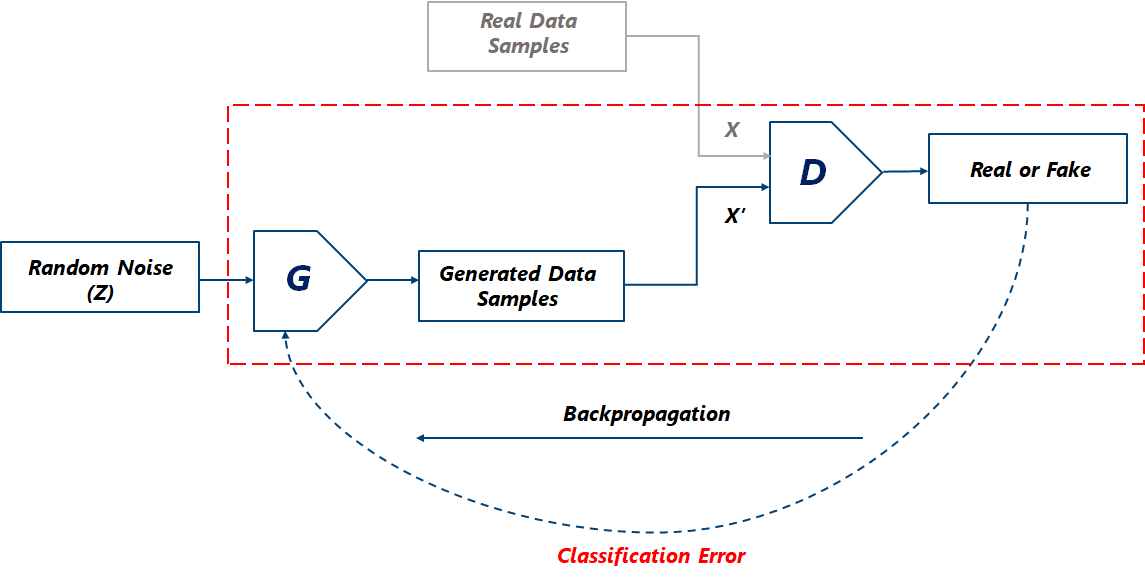 Real Data
Samples
X
D
Real or Fake
X'
Random Noise
(Z)
G
Generated Data
Samples
Backpropagation
Classification Error